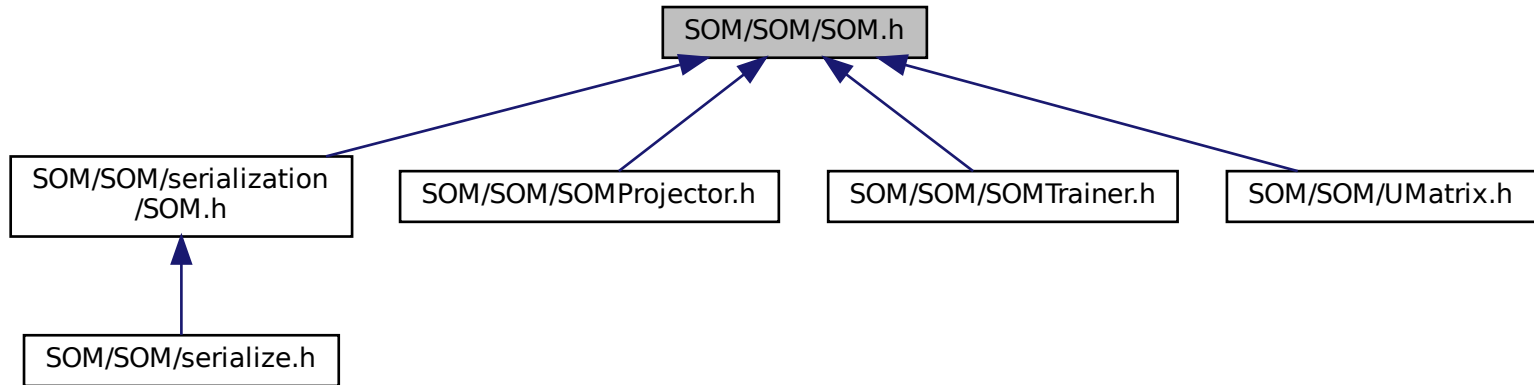 SOM/SOM/SOM.h
SOM/SOM/serialization
/SOM.h
SOM/SOM/SOMProjector.h
SOM/SOM/SOMTrainer.h
SOM/SOM/UMatrix.h
SOM/SOM/serialize.h